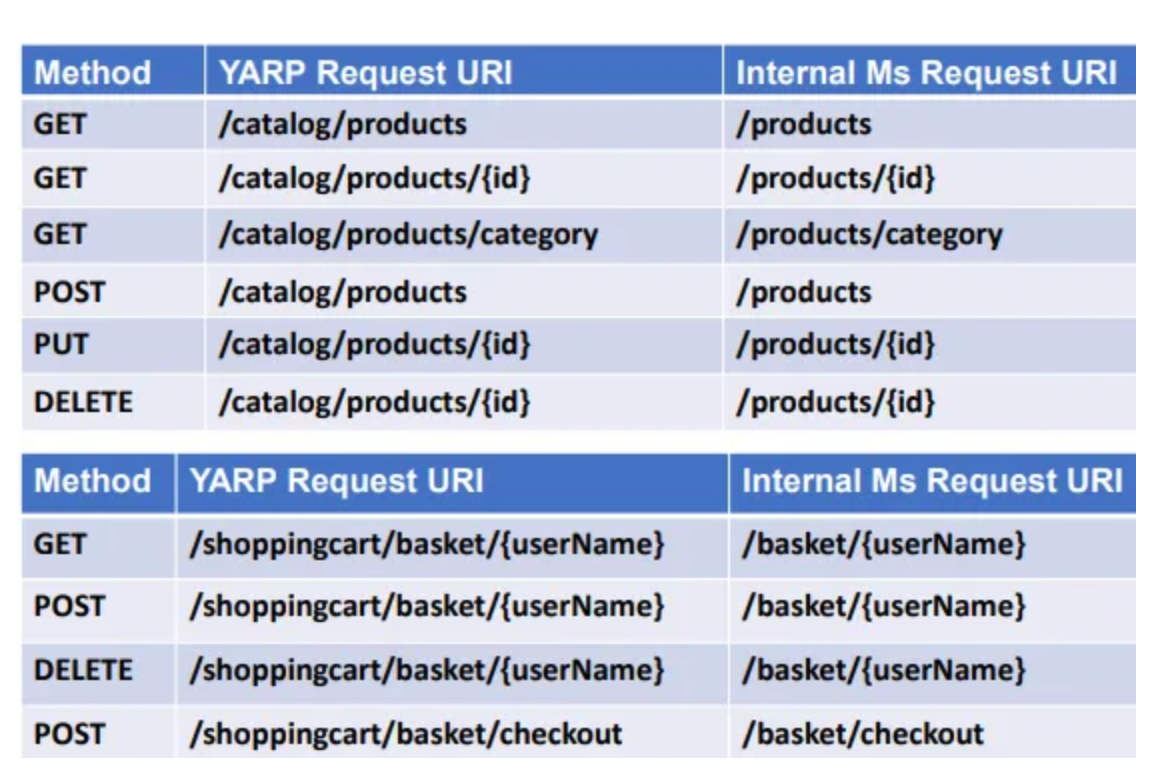 Method YARP Request URI Internal Ms Request URI
GET /catalog/products /products
GET /catalog/products/{id} /products/{id}
GET /catalog/products/category /products/category
POST /catalog/products /products
PUT /catalog/products/{id} /products/{id}
DELETE /catalog/products/{id} /products/{id}
Method YARP Request URI Internal Ms Request URI
GET /shoppingcart/basket/{userName} /basket/{userName}
POST /shoppingcart/basket/{userName} /basket/{userName}
DELETE /shoppingcart/basket/{userName} /basket/{userName}
POST /shoppingcart/basket/checkout /basket/checkout